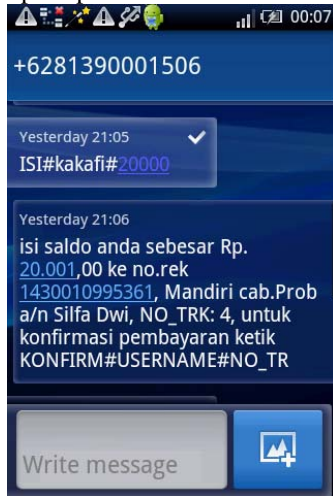 00:07
+6281390001506
Yesterday 21:05
ISI#kakafi#20000
Yesterday 21:06
isi saldo anda sebesar Rp.
20.001,00 ke no.rek
1430010995361, Mandiri cab.Prob
a/n Silfa Dwi, NO_TRK: 4, untuk
konfirmasi pembayaran ketik
KONFIRM#USERNAME#NO_TR
Write message